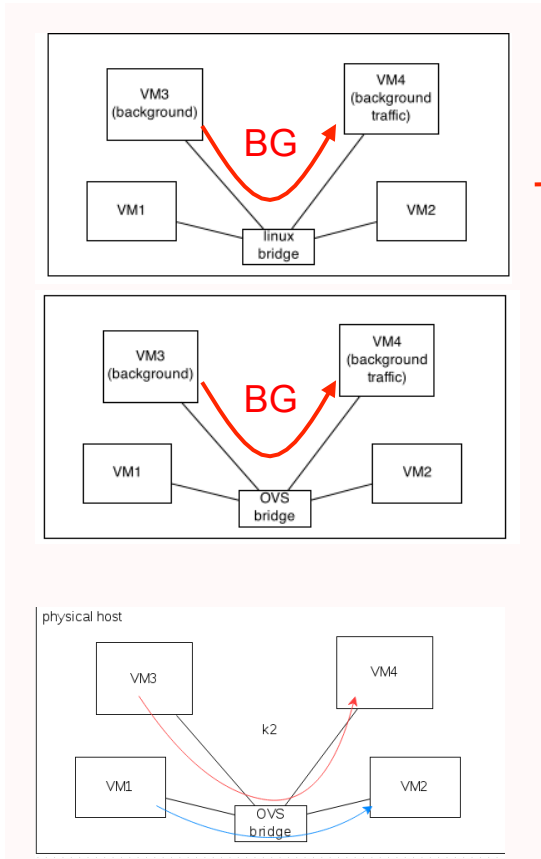 VM3
(background)
VM4
(background
traffic)
BG
VM1
VM2
linux
bridge
VM3
(background)
VM4
(background
traffic)
BG
VM1
VM2
OVS
bridge
physical host
VM3
VM4
k2
VM1
VM2
OVS
bridge